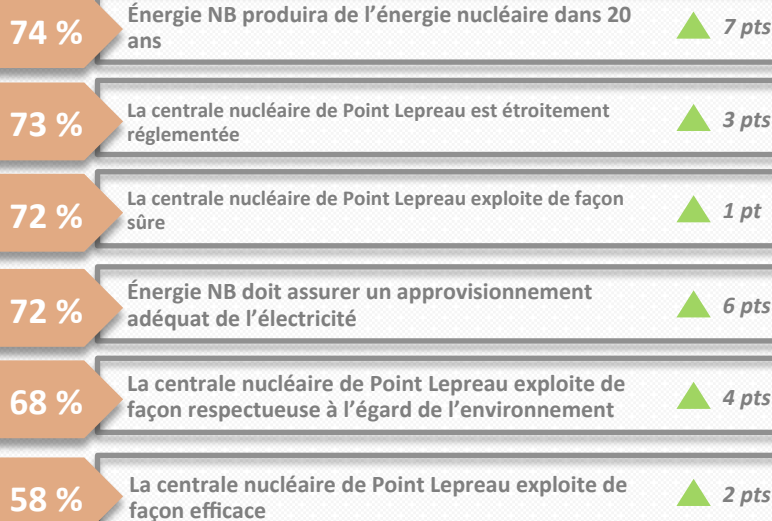 74 %
Énergie NB produira de l'énergie nucléaire dans 20
ans
7 pts
73 %
La centrale nucléaire de Point Lepreau est étroitement
réglementée
3 pts
72 %
La centrale nucléaire de Point Lepreau exploite de façon
sûre
1 pt
72 %
Énergie NB doit assurer un approvisionnement
adéquat de l'électricité
6 pts
68 %
La centrale nucléaire de Point Lepreau exploite de
façon respectueuse à l'égard de l'environnement
4 pts
58 %
La centrale nucléaire de Point Lepreau exploite de
façon efficace
2 pts